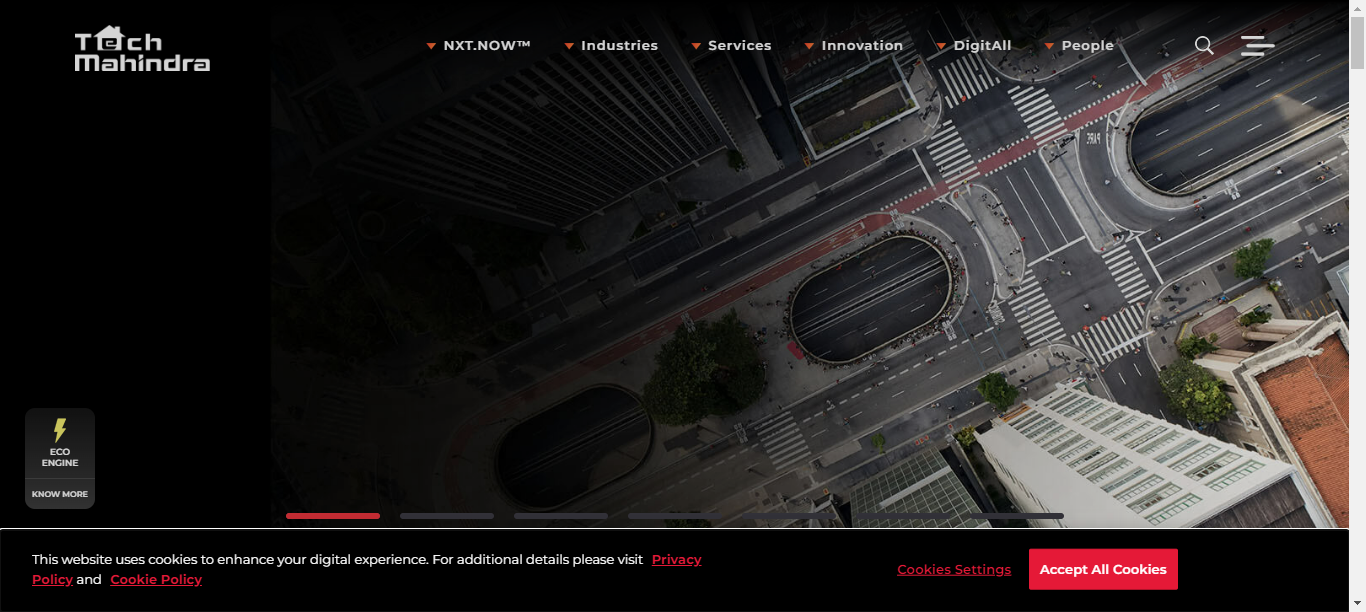 Tech
Mahindra
NXT.NOW™ Industries Services Innovation DigitAll People
ECO
ENGINE
KNOW MORE
This website uses cookies to enhance your digital experience. For additional details please visit Privacy
Policy and Cookie Policy
Cookies Settings
Accept All Cookies